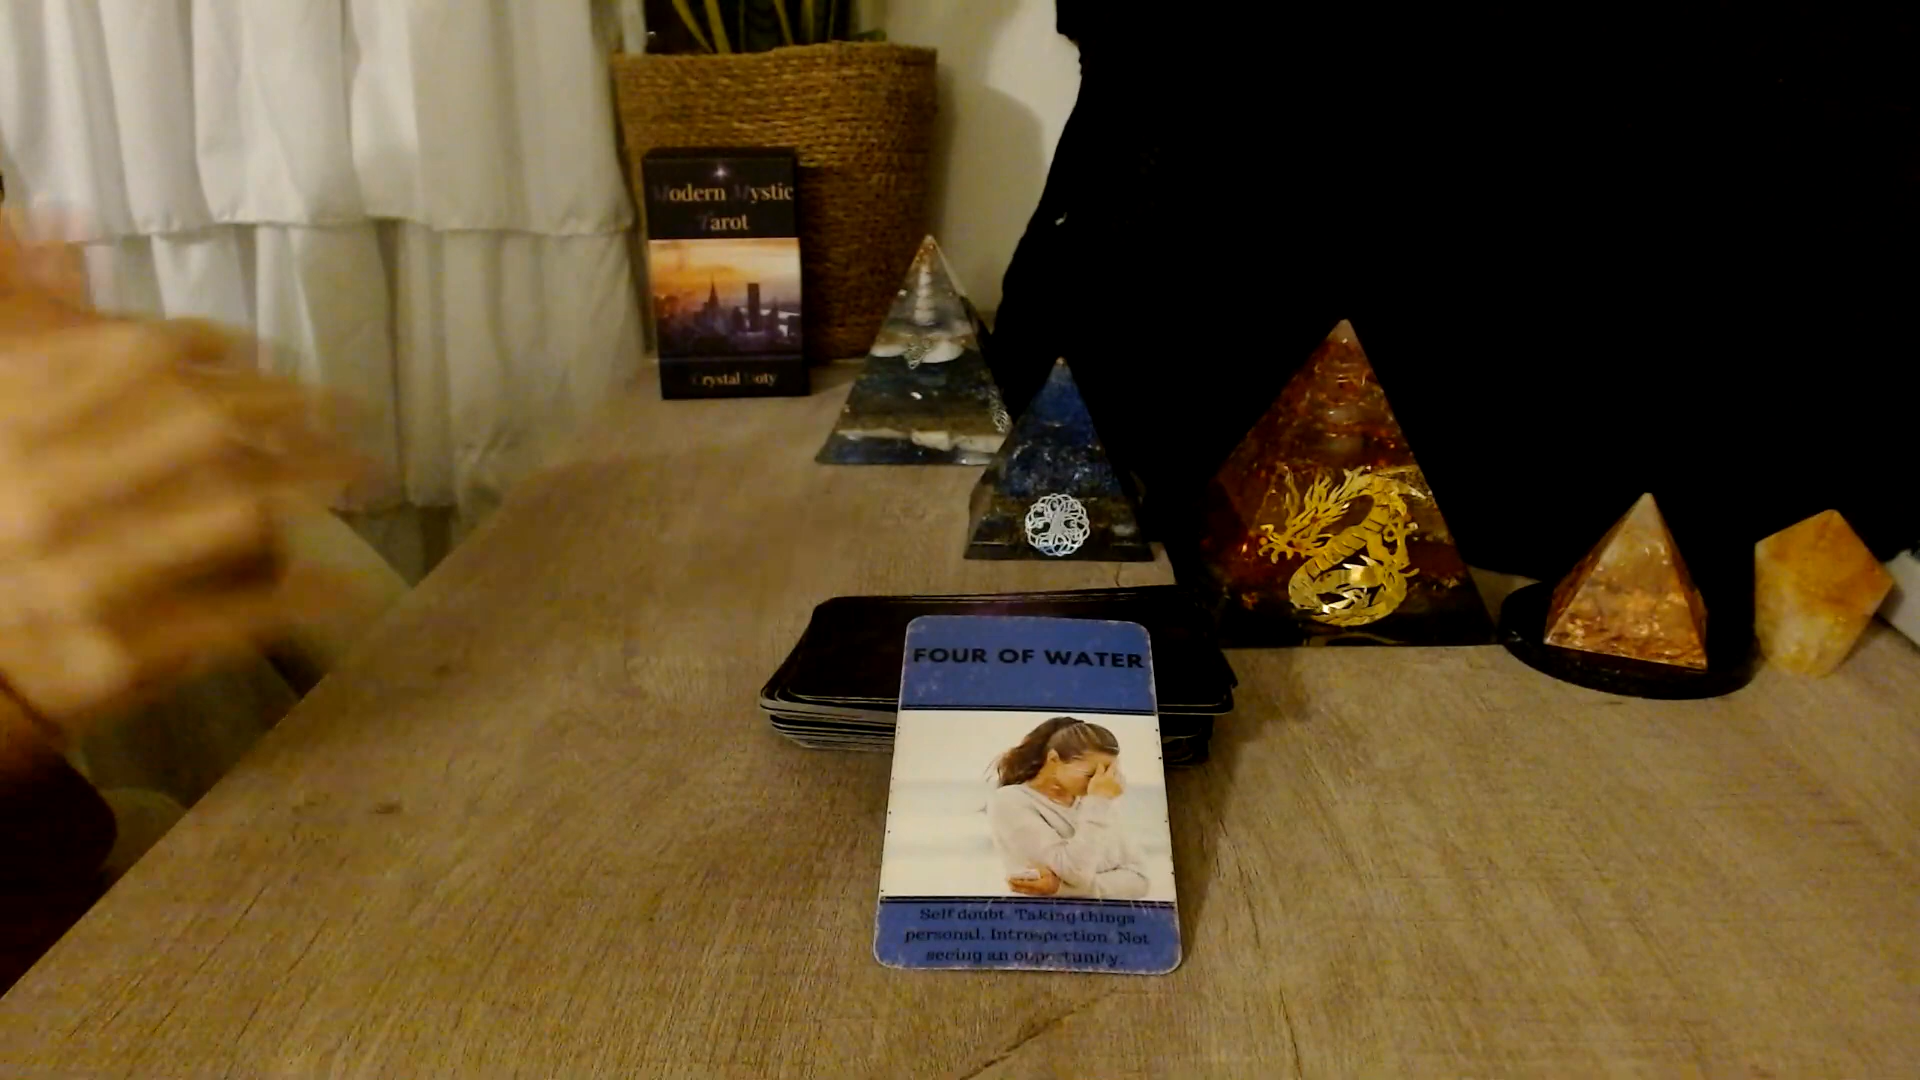 Modern Mystic
Tarot
Crystal Doty
FOUR OF WATER
Self doubt. Taking things
personal. Introspection. Not
seeing an opportunity.